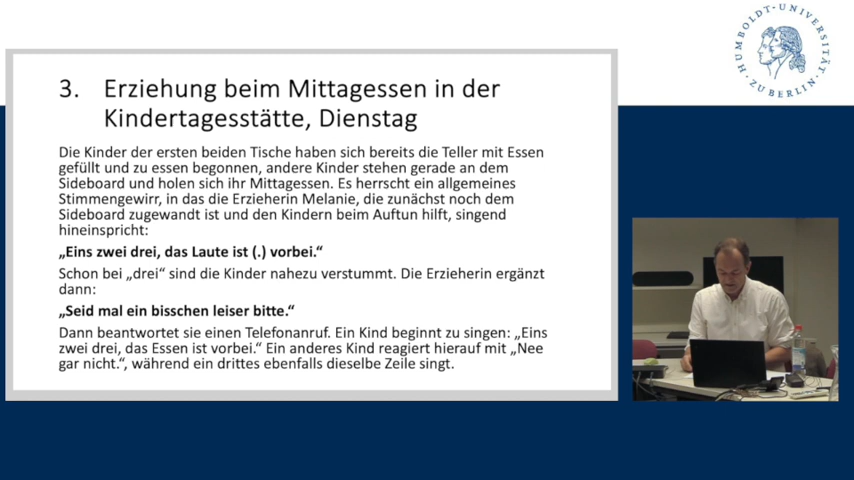 HUMBOLDT-UNIVERSITÄT
ZU BERLIN
3. Erziehung beim Mittagessen in der
Kindertagesstätte, Dienstag
Die Kinder der ersten beiden Tische haben sich bereits die Teller mit Essen
gefüllt und zu essen begonnen, andere Kinder stehen gerade an dem
Sideboard und holen sich ihr Mittagessen. Es herrscht ein allgemeines
Stimmengewirr, in das die Erzieherin Melanie, die zunächst noch dem
Sideboard zugewandt ist und den Kindern beim Auftun hilft, singend
hineinspricht:
„Eins zwei drei, das Laute ist (.) vorbei.“
Schon bei „drei“ sind die Kinder nahezu verstummt. Die Erzieherin ergänzt
dann:
„Seid mal ein bisschen leiser bitte.“
Dann beantwortet sie einen Telefonanruf. Ein Kind beginnt zu singen: „Eins
zwei drei, das Essen ist vorbei.“ Ein anderes Kind reagiert hierauf mit „Nee
gar nicht.“, während ein drittes ebenfalls dieselbe Zeile singt.